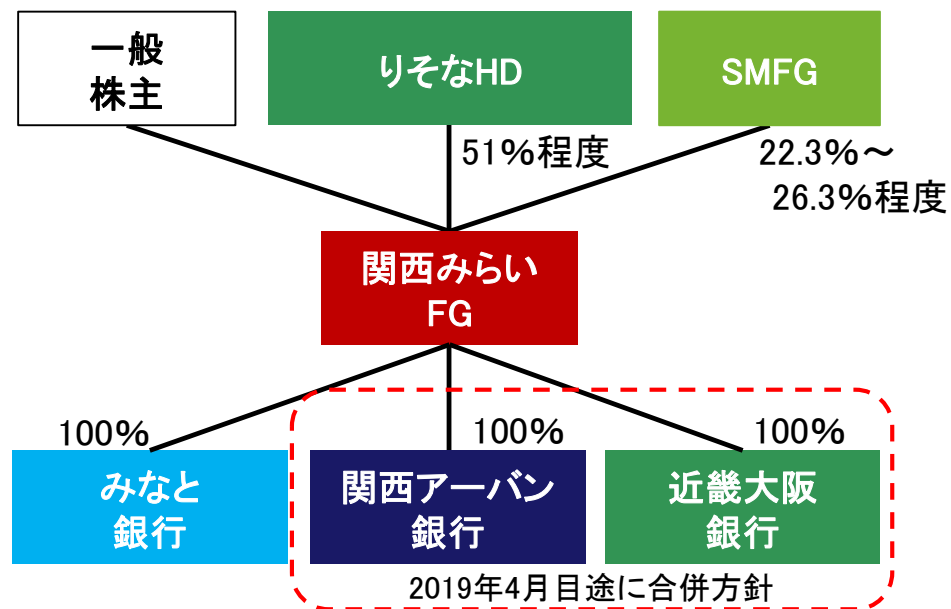 一般
株主
りそなHD
SMFG
51%程度
22.3%～
26.3%程度
関西みらい
FG
100%
100%
100%
みなと
銀行
関西アーバン
銀行
近畿大阪
銀行
2019年4月目途に合併方針